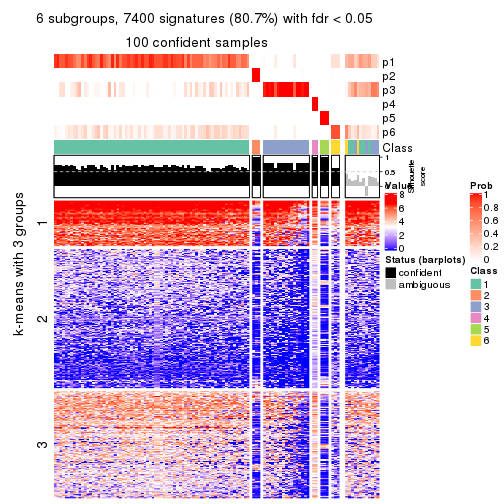 6 subgroups, 7400 signatures (80.7%) with fdr < 0.05
100 confident samples
p1
p2
p3
p4
p5
p6
Class
1
0.5
0
Silhouette
score
k-means with 3 groups
1
2
3
Value
8
6
4
2
0
Status (barplots)
confident
ambiguous
Prob
1
0.8
0.6
0.4
0.2
0
Class
1
2
3
4
5
6